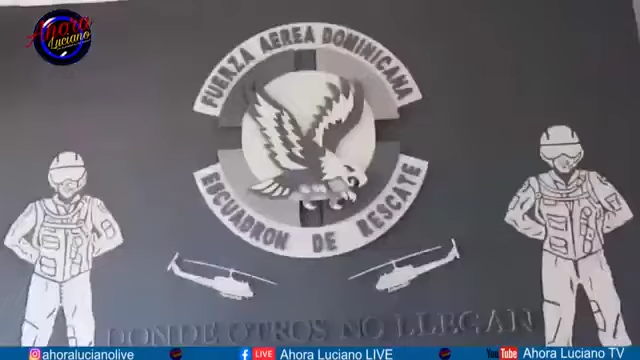 Ahora
Luciano
FUERZA AEREA DOMINICANA
ESCUADRON DE RESCATE
DONDE OTROS NO LLEGAN
@ahoralucianolive
LIVE Ahora Luciano LIVE
YouTube Ahora Luciano TV